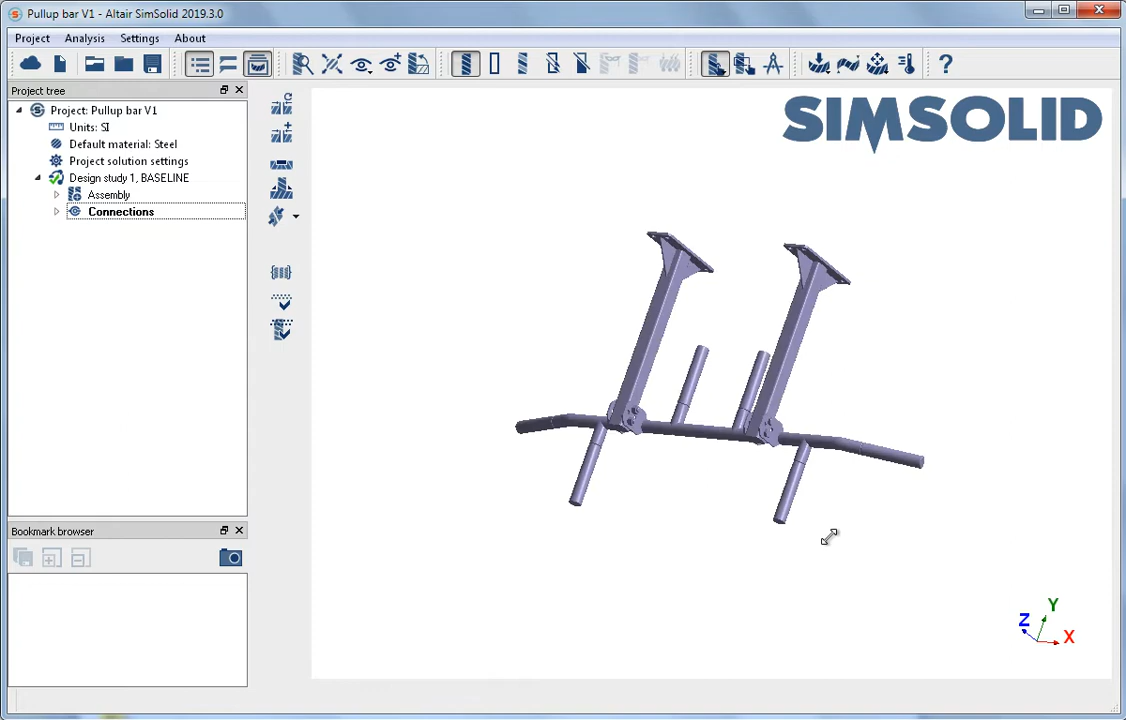 Pullup bar V1 - Altair SimSolid 2019.3.0
Project Analysis Settings About
Project tree
Project: Pullup bar V1
Units: SI
Default material: Steel
Project solution settings
Design study 1, BASELINE
Assembly
Connections
SIMSOLID
Bookmark browser
Y
Z
X